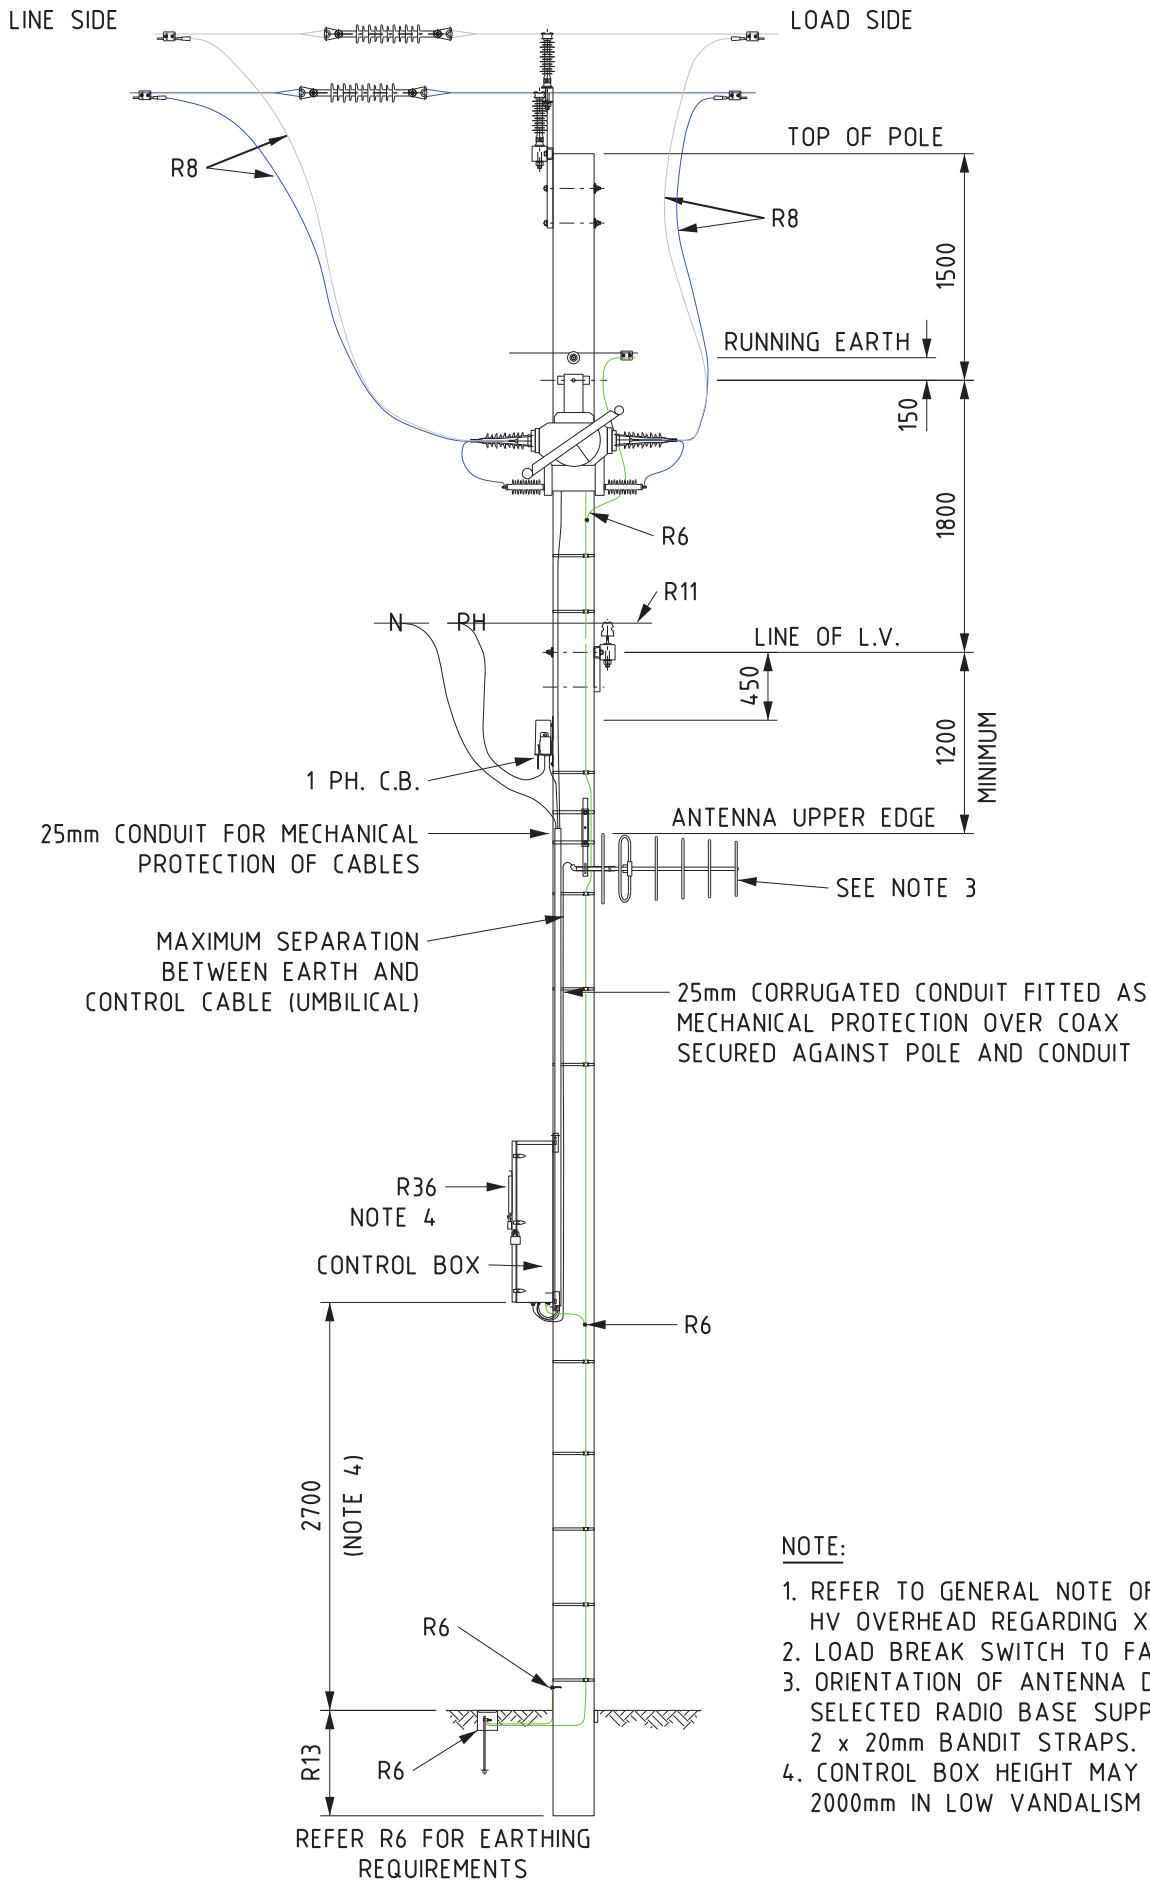 LINE SIDE
LOAD SIDE
TOP OF POLE
R8
R8
1500
RUNNING EARTH
150
R6
1800
R11
N
PH
LINE OF L.V.
450
1200
MINIMUM
1 PH. C.B.
ANTENNA UPPER EDGE
25mm CONDUIT FOR MECHANICAL
PROTECTION OF CABLES
SEE NOTE 3
MAXIMUM SEPARATION
BETWEEN EARTH AND
CONTROL CABLE (UMBILICAL)
25mm CORRUGATED CONDUIT FITTED AS
MECHANICAL PROTECTION OVER COAX
SECURED AGAINST POLE AND CONDUIT
R36
NOTE 4
CONTROL BOX
R6
2700
(NOTE 4)
R6
R6
R13
REFER R6 FOR EARTHING
REQUIREMENTS
NOTE:
1. REFER TO GENERAL NOTE
HV OVERHEAD REGARDING
2. LOAD BREAK SWITCH TO
3. ORIENTATION OF ANTENNA
SELECTED RADIO BASE
2 x 20mm BANDIT STRAPS.
4. CONTROL BOX HEIGHT MAY
2000mm IN LOW VANDALISM